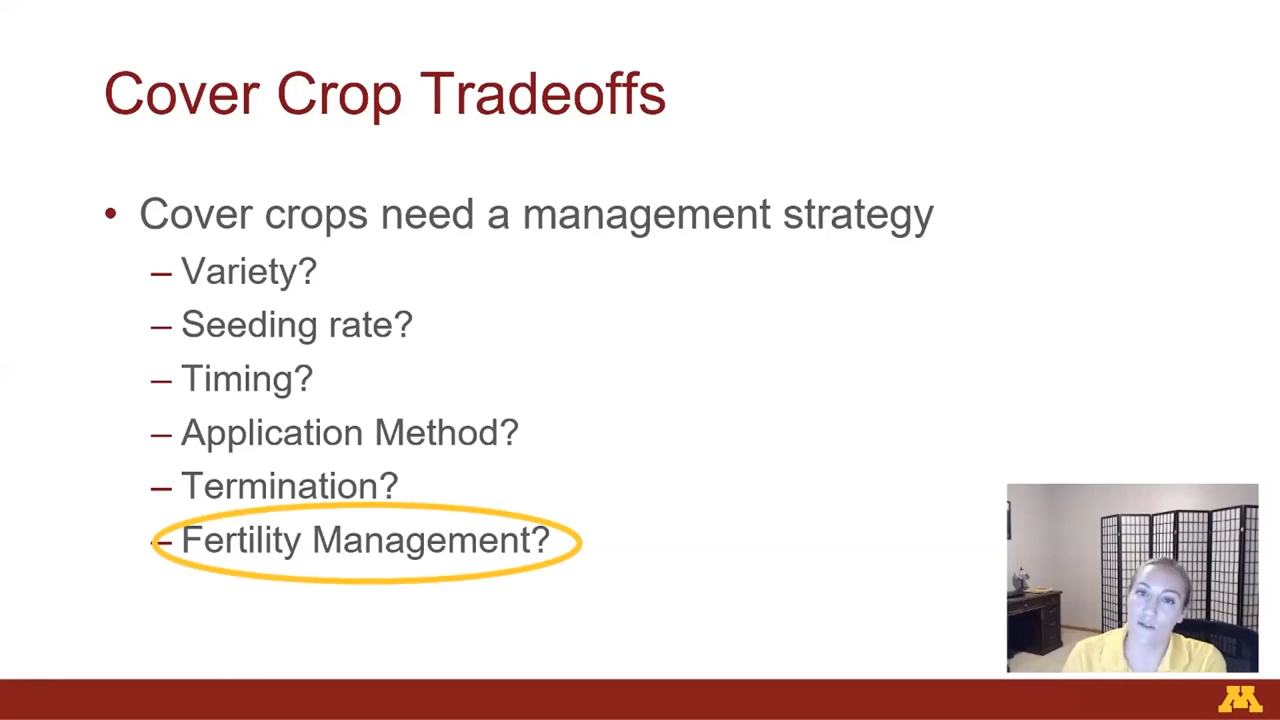 Cover Crop Tradeoffs
• Cover crops need a management strategy
– Variety?
– Seeding rate?
– Timing?
– Application Method?
– Termination?
– Fertility Management?
M